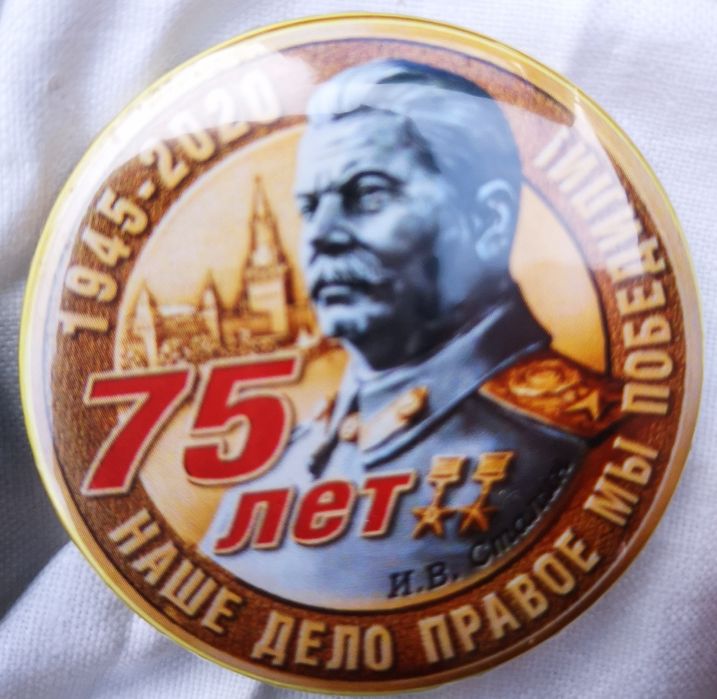 1945-2020
75
лет
И.В. Сталин
НАШЕ ДЕЛО ПРАВОЕ МЫ ПОБЕДИЛИ!